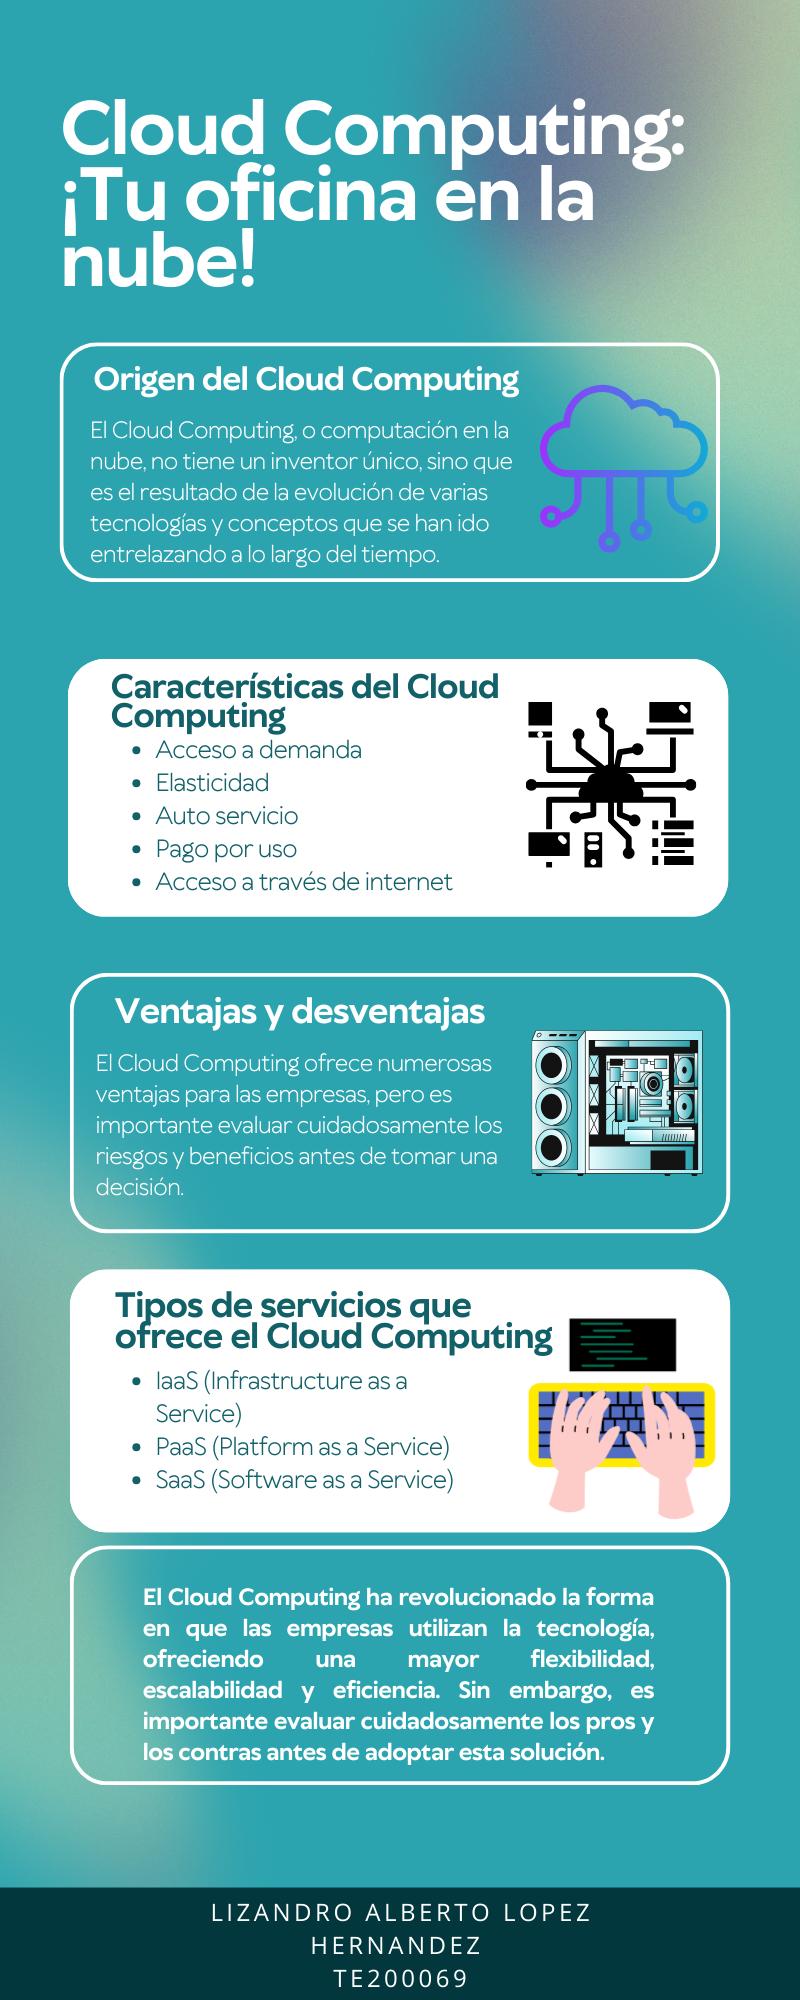 Cloud Computing:
¡Tu oficina en la
nube!
Origen del Cloud Computing
El Cloud Computing, o computación en la
nube, no tiene un inventor único, sino que
es el resultado de la evolución de varias
tecnologías y conceptos que se han ido
entrelazando a lo largo del tiempo.
Características del Cloud
Computing
• Acceso a demanda
• Elasticidad
• Auto servicio
• Pago por uso
• Acceso a través de internet
Ventajas y desventajas
El Cloud Computing ofrece numerosas
ventajas para las empresas, pero es
importante evaluar cuidadosamente los
riesgos y beneficios antes de tomar una
decisión.
Tipos de servicios que
ofrece el Cloud Computing
• IaaS (Infrastructure as a
Service)
• PaaS (Platform as a Service)
• SaaS (Software as a Service)
El Cloud Computing ha revolucionado la forma
en que las empresas utilizan la tecnología,
ofreciendo una mayor flexibilidad,
escalabilidad y eficiencia. Sin embargo, es
importante evaluar cuidadosamente los pros y
los contras antes de adoptar esta solución.
LIZANDRO ALBERTO LOPEZ
HERNANDEZ
TE200069